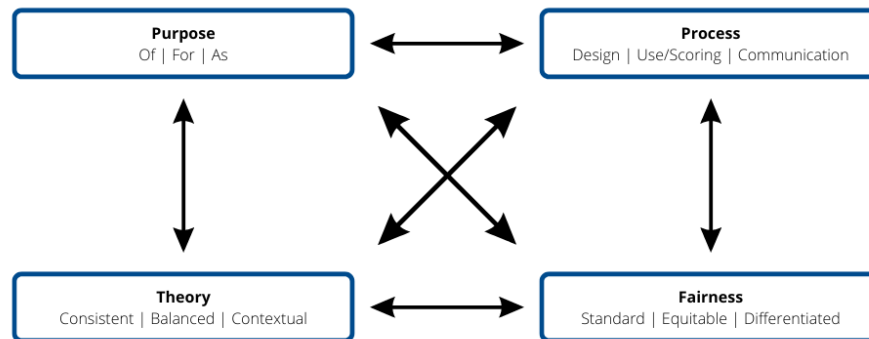 Purpose
Of | For | As
Process
Design | Use/Scoring | Communication
Theory
Consistent | Balanced | Contextual
Fairness
Standard | Equitable | Differentiated